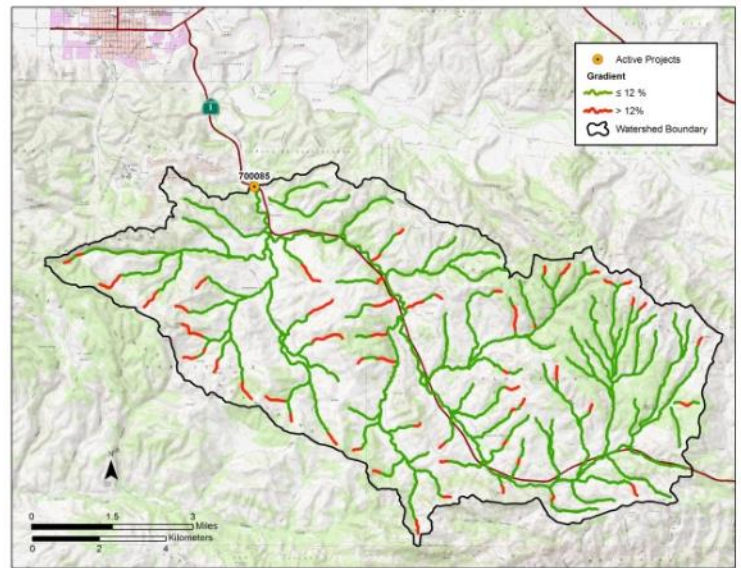 Active Projects
Gradient
≤ 12 %
> 12%
Watershed Boundary
1
700085
N
0 1.5 3
Miles
0 2 4
Kilometers